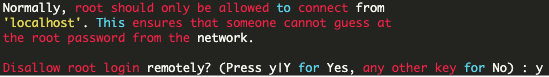 Normally, root should only be allowed to connect from
'localhost'. This ensures that someone cannot guess at
the root password from the network.
Disallow root login remotely? (Press y|Y for Yes, any other key for No) : y